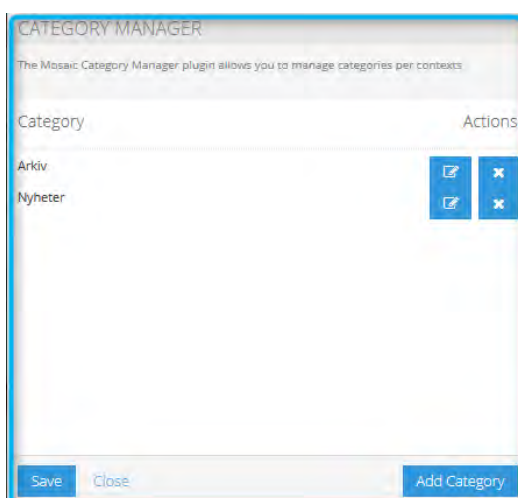 CATEGORY MANAGER
The Mosaic Category Manager plugin allows you to manage categories per contexts
Category Actions
Arkiv
Nyheter
Save Close Add Category